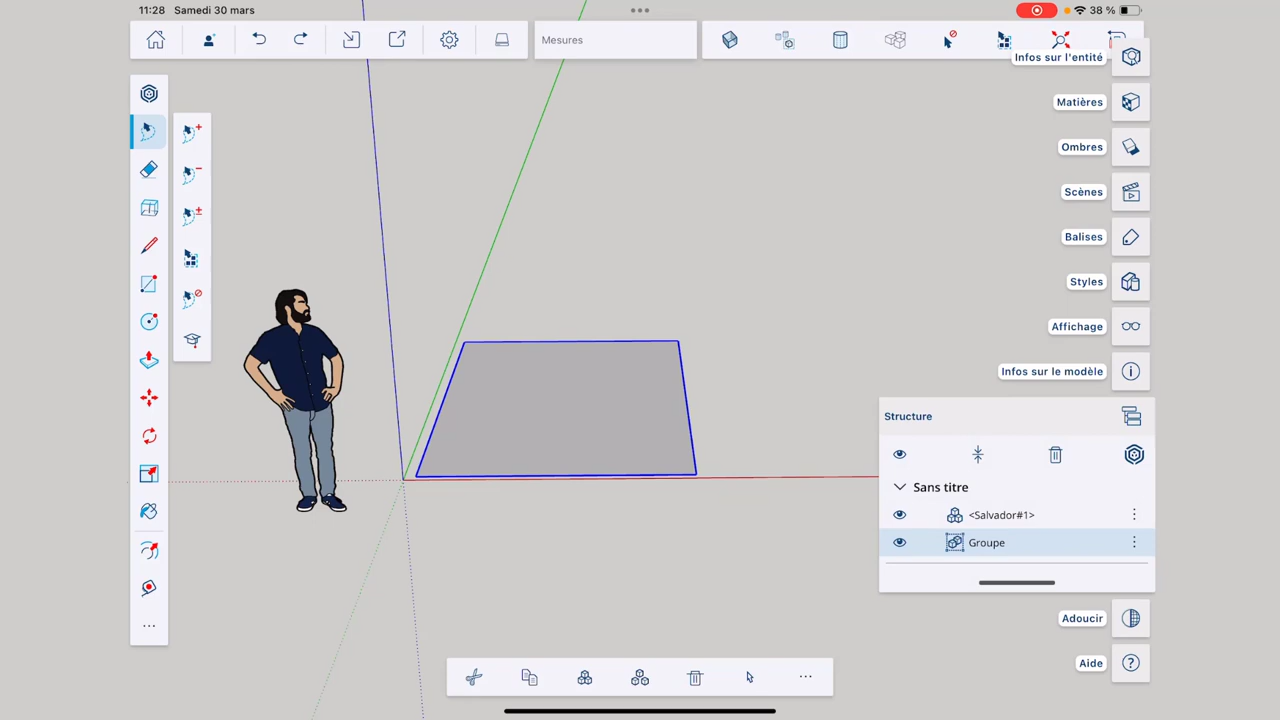 11:28 Samedi 30 mars
38 %
Mesures
Infos sur l'entité
Matières
Ombres
Scènes
Balises
Styles
Affichage
Infos sur le modèle
Structure
Sans titre
<Salvador#1>
Groupe
Adoucir
Aide